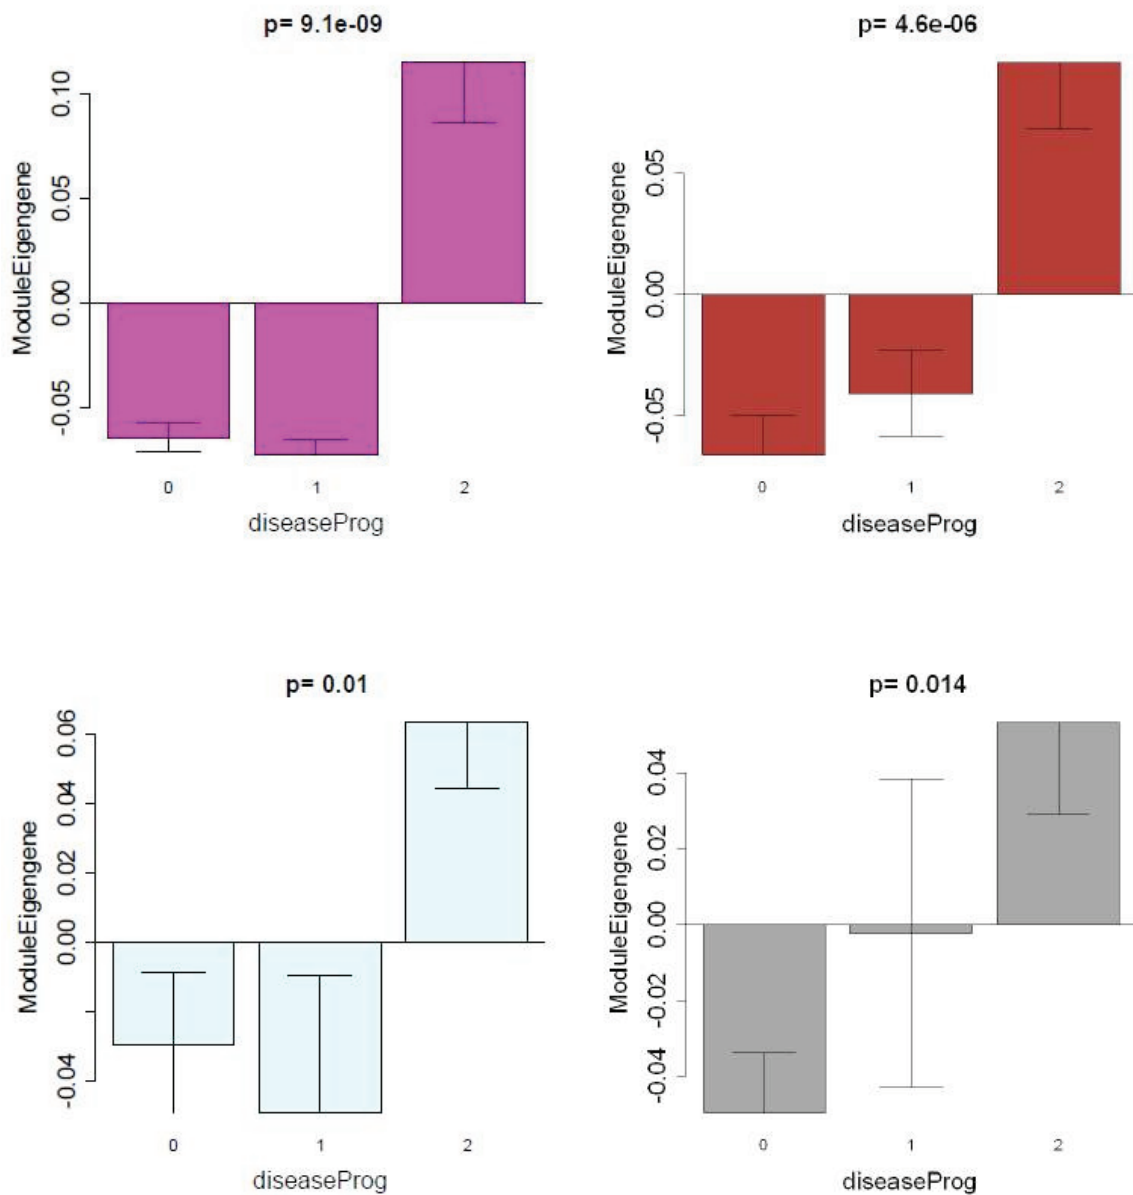 p= 9.1e-09
ModuleEigengene
0.10
0.05
0.00
-0.05
0
1
2
diseaseProg
p= 4.6e-06
ModuleEigengene
0.05
0.00
-0.05
0
1
2
diseaseProg
p= 0.01
ModuleEigengene
0.06
0.04
0.02
0.00
-0.04
0
1
2
diseaseProg
p= 0.014
ModuleEigengene
0.04
0.02
0.00
-0.02
-0.04
0
1
2
diseaseProg